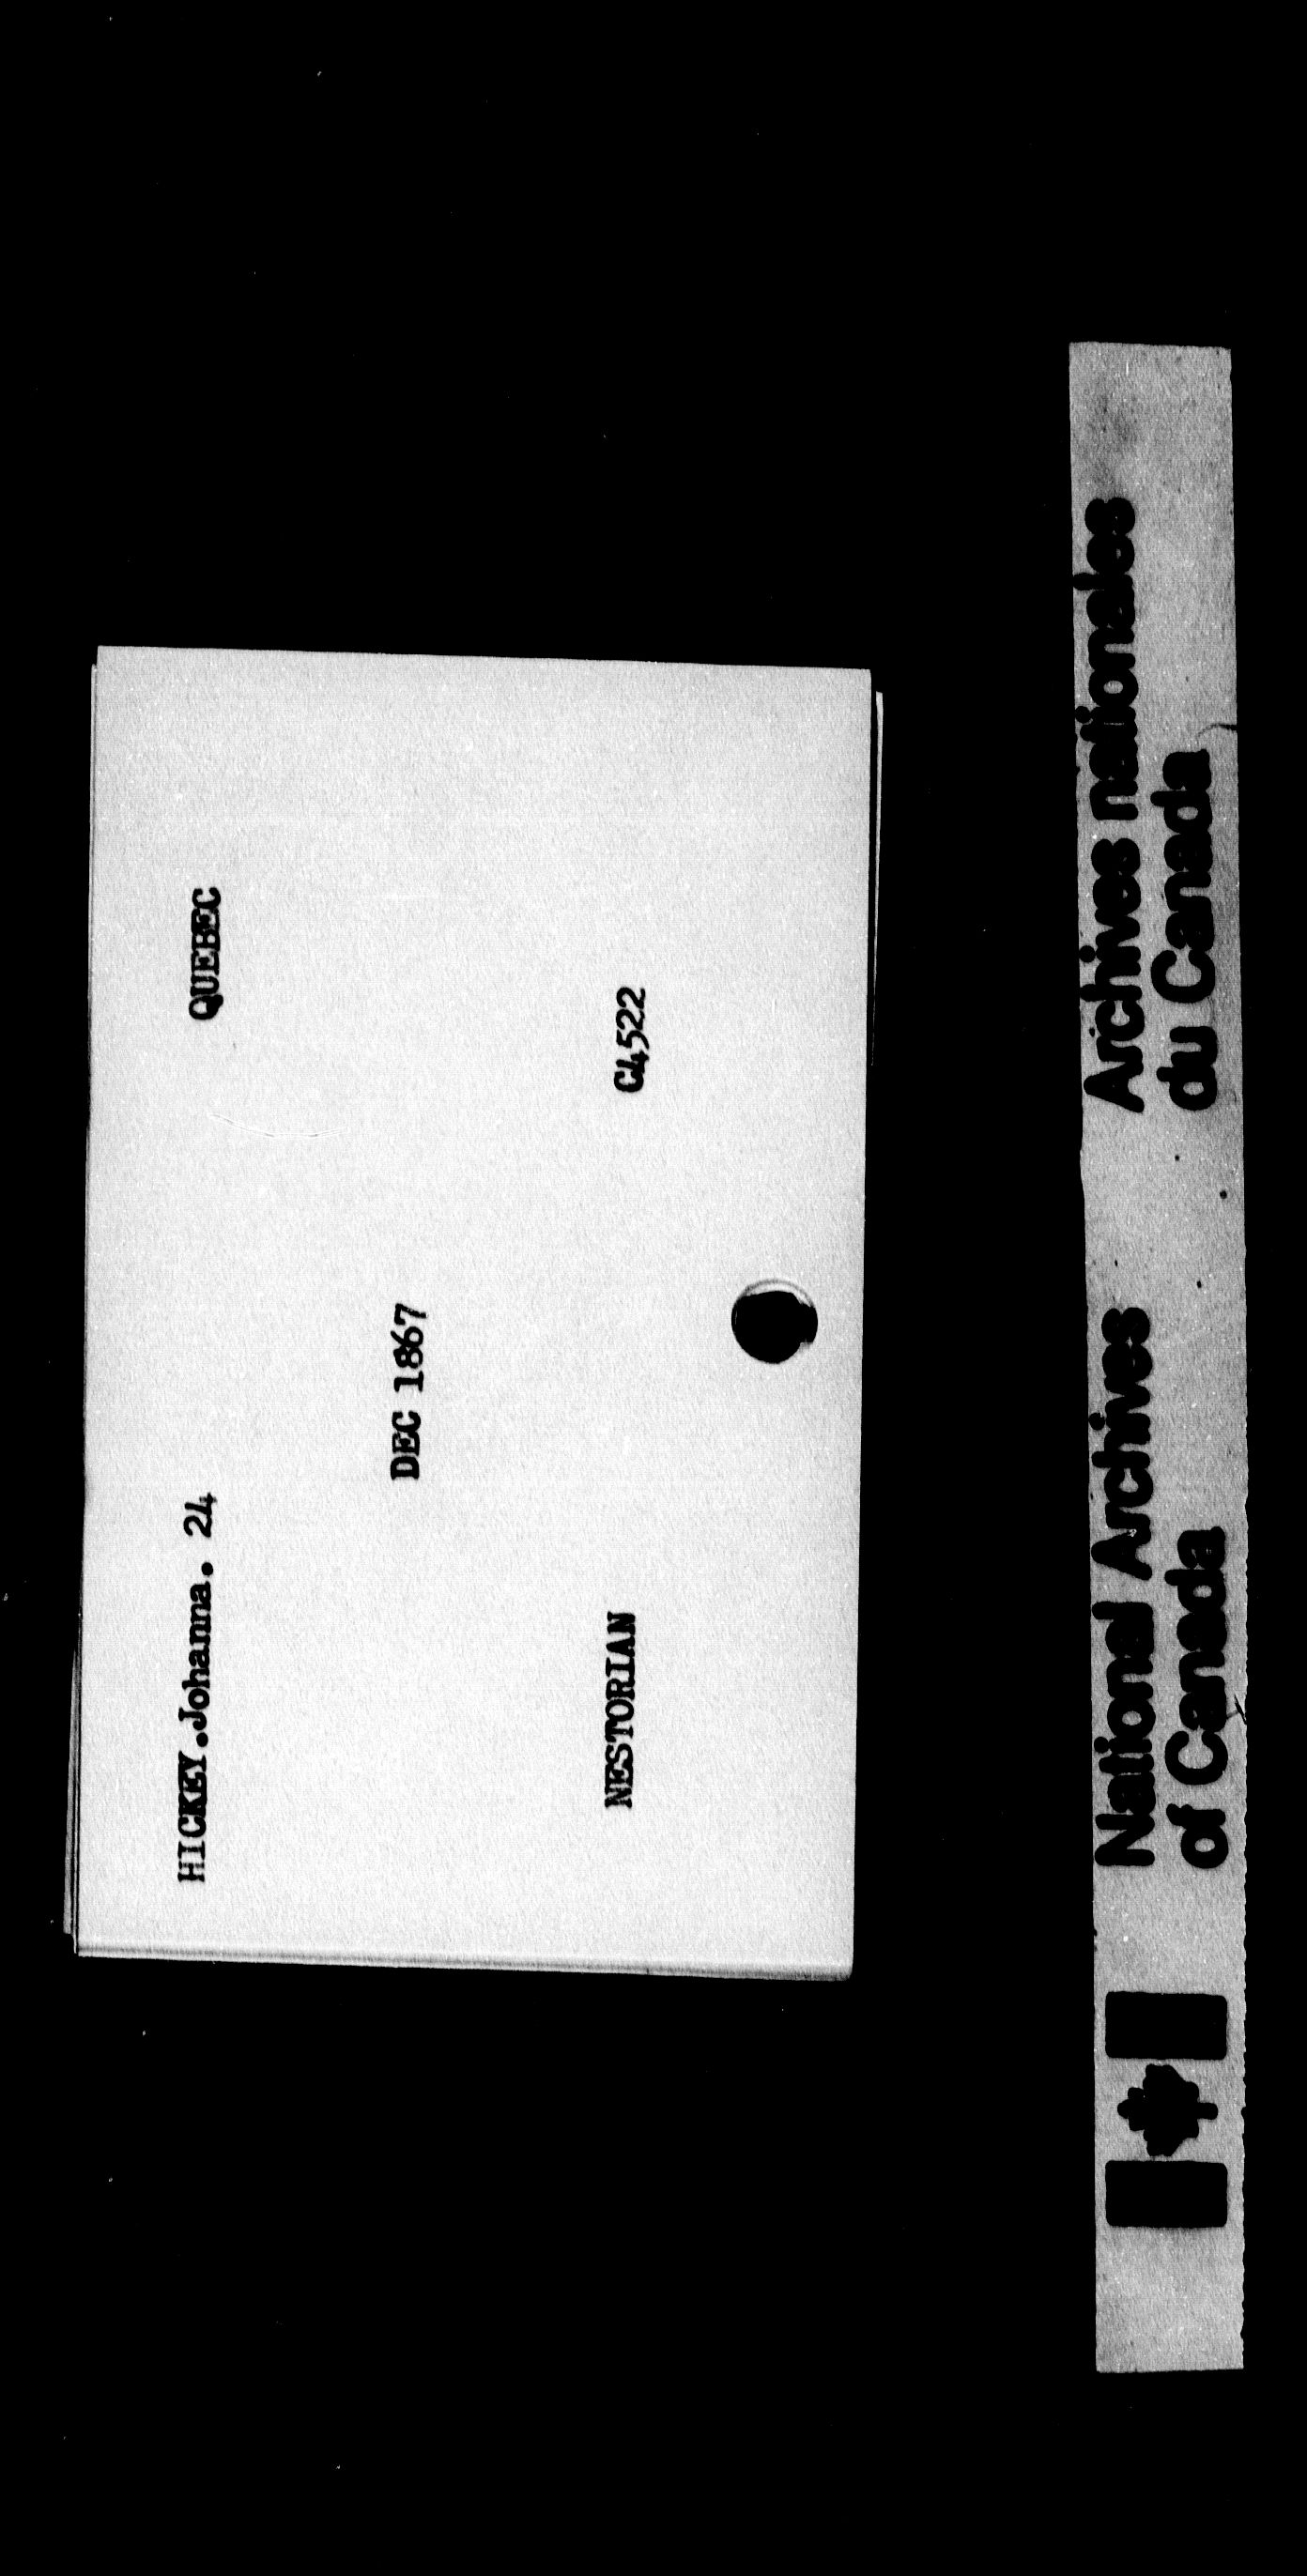 HICKEY.Johanna. 24 QUEBEC
DEC 1867
NESTORIAN C4522
National Archives Archives nationales
of Canada du Canada